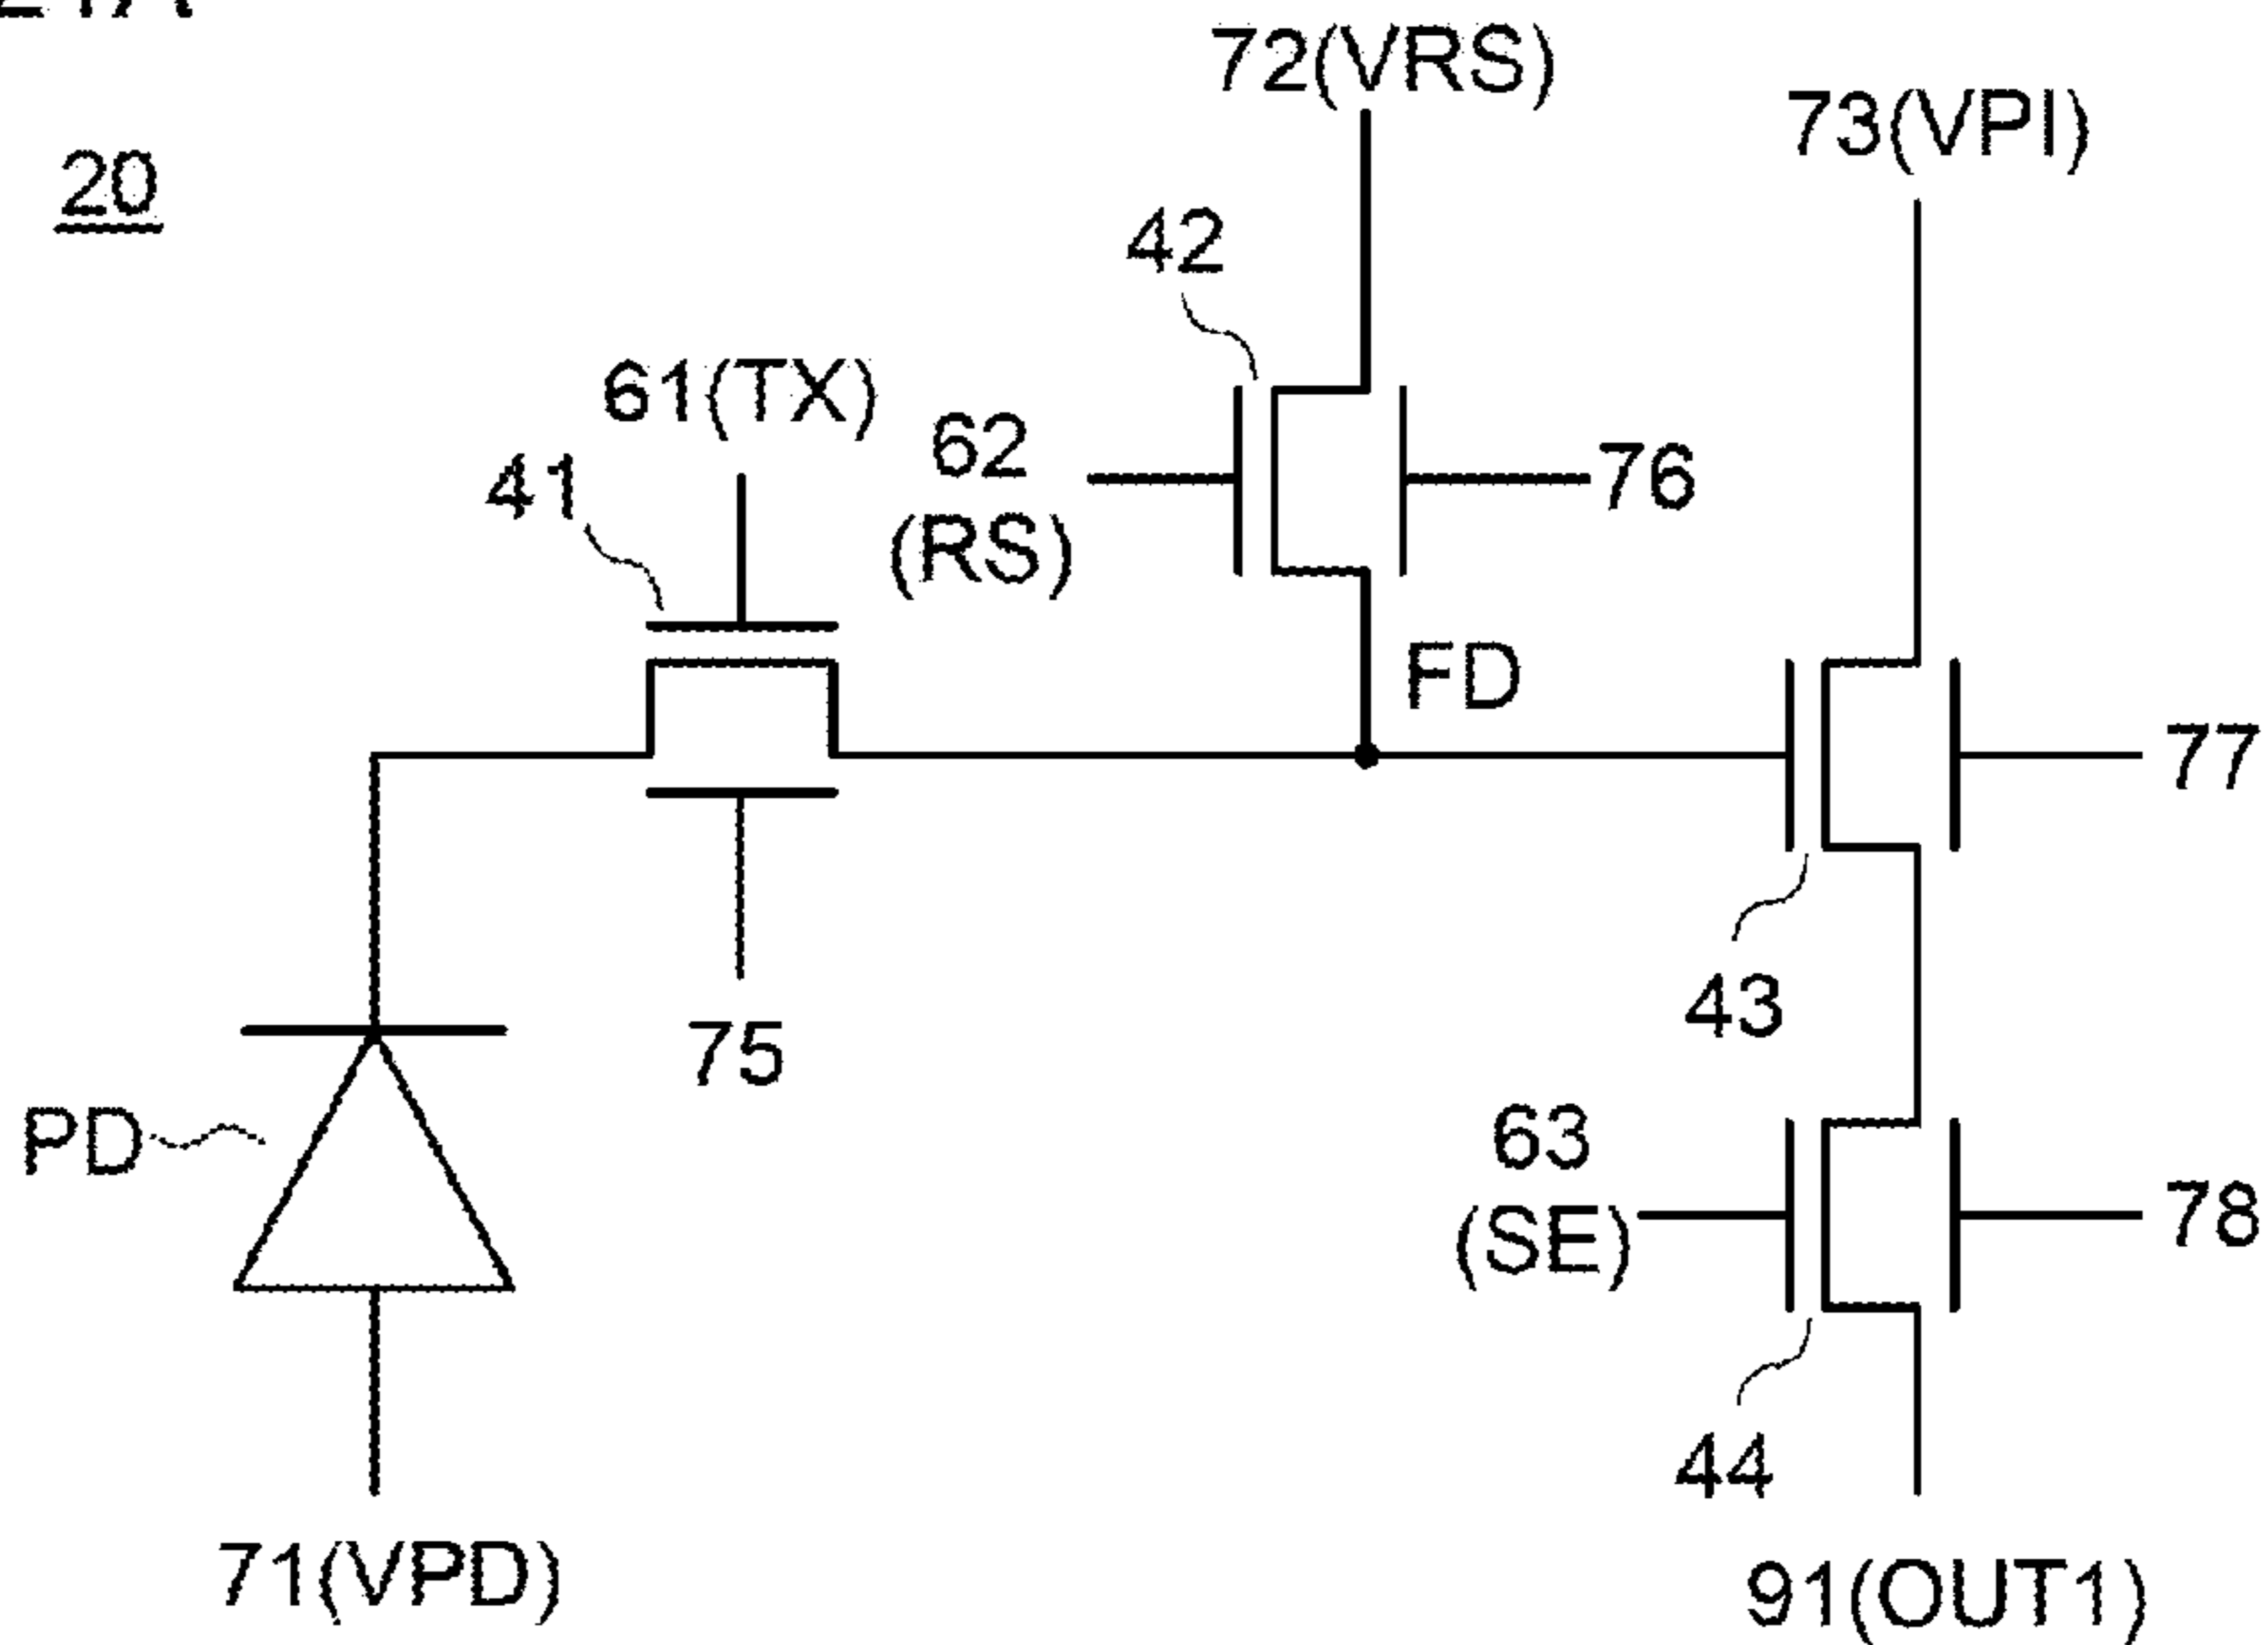 20
72(VRS)
73(VPI)
42
61(TX)
62
(RS)
41
76
FD
77
43
75
PD
63
(SE)
78
44
71(VPD)
91(OUT1)